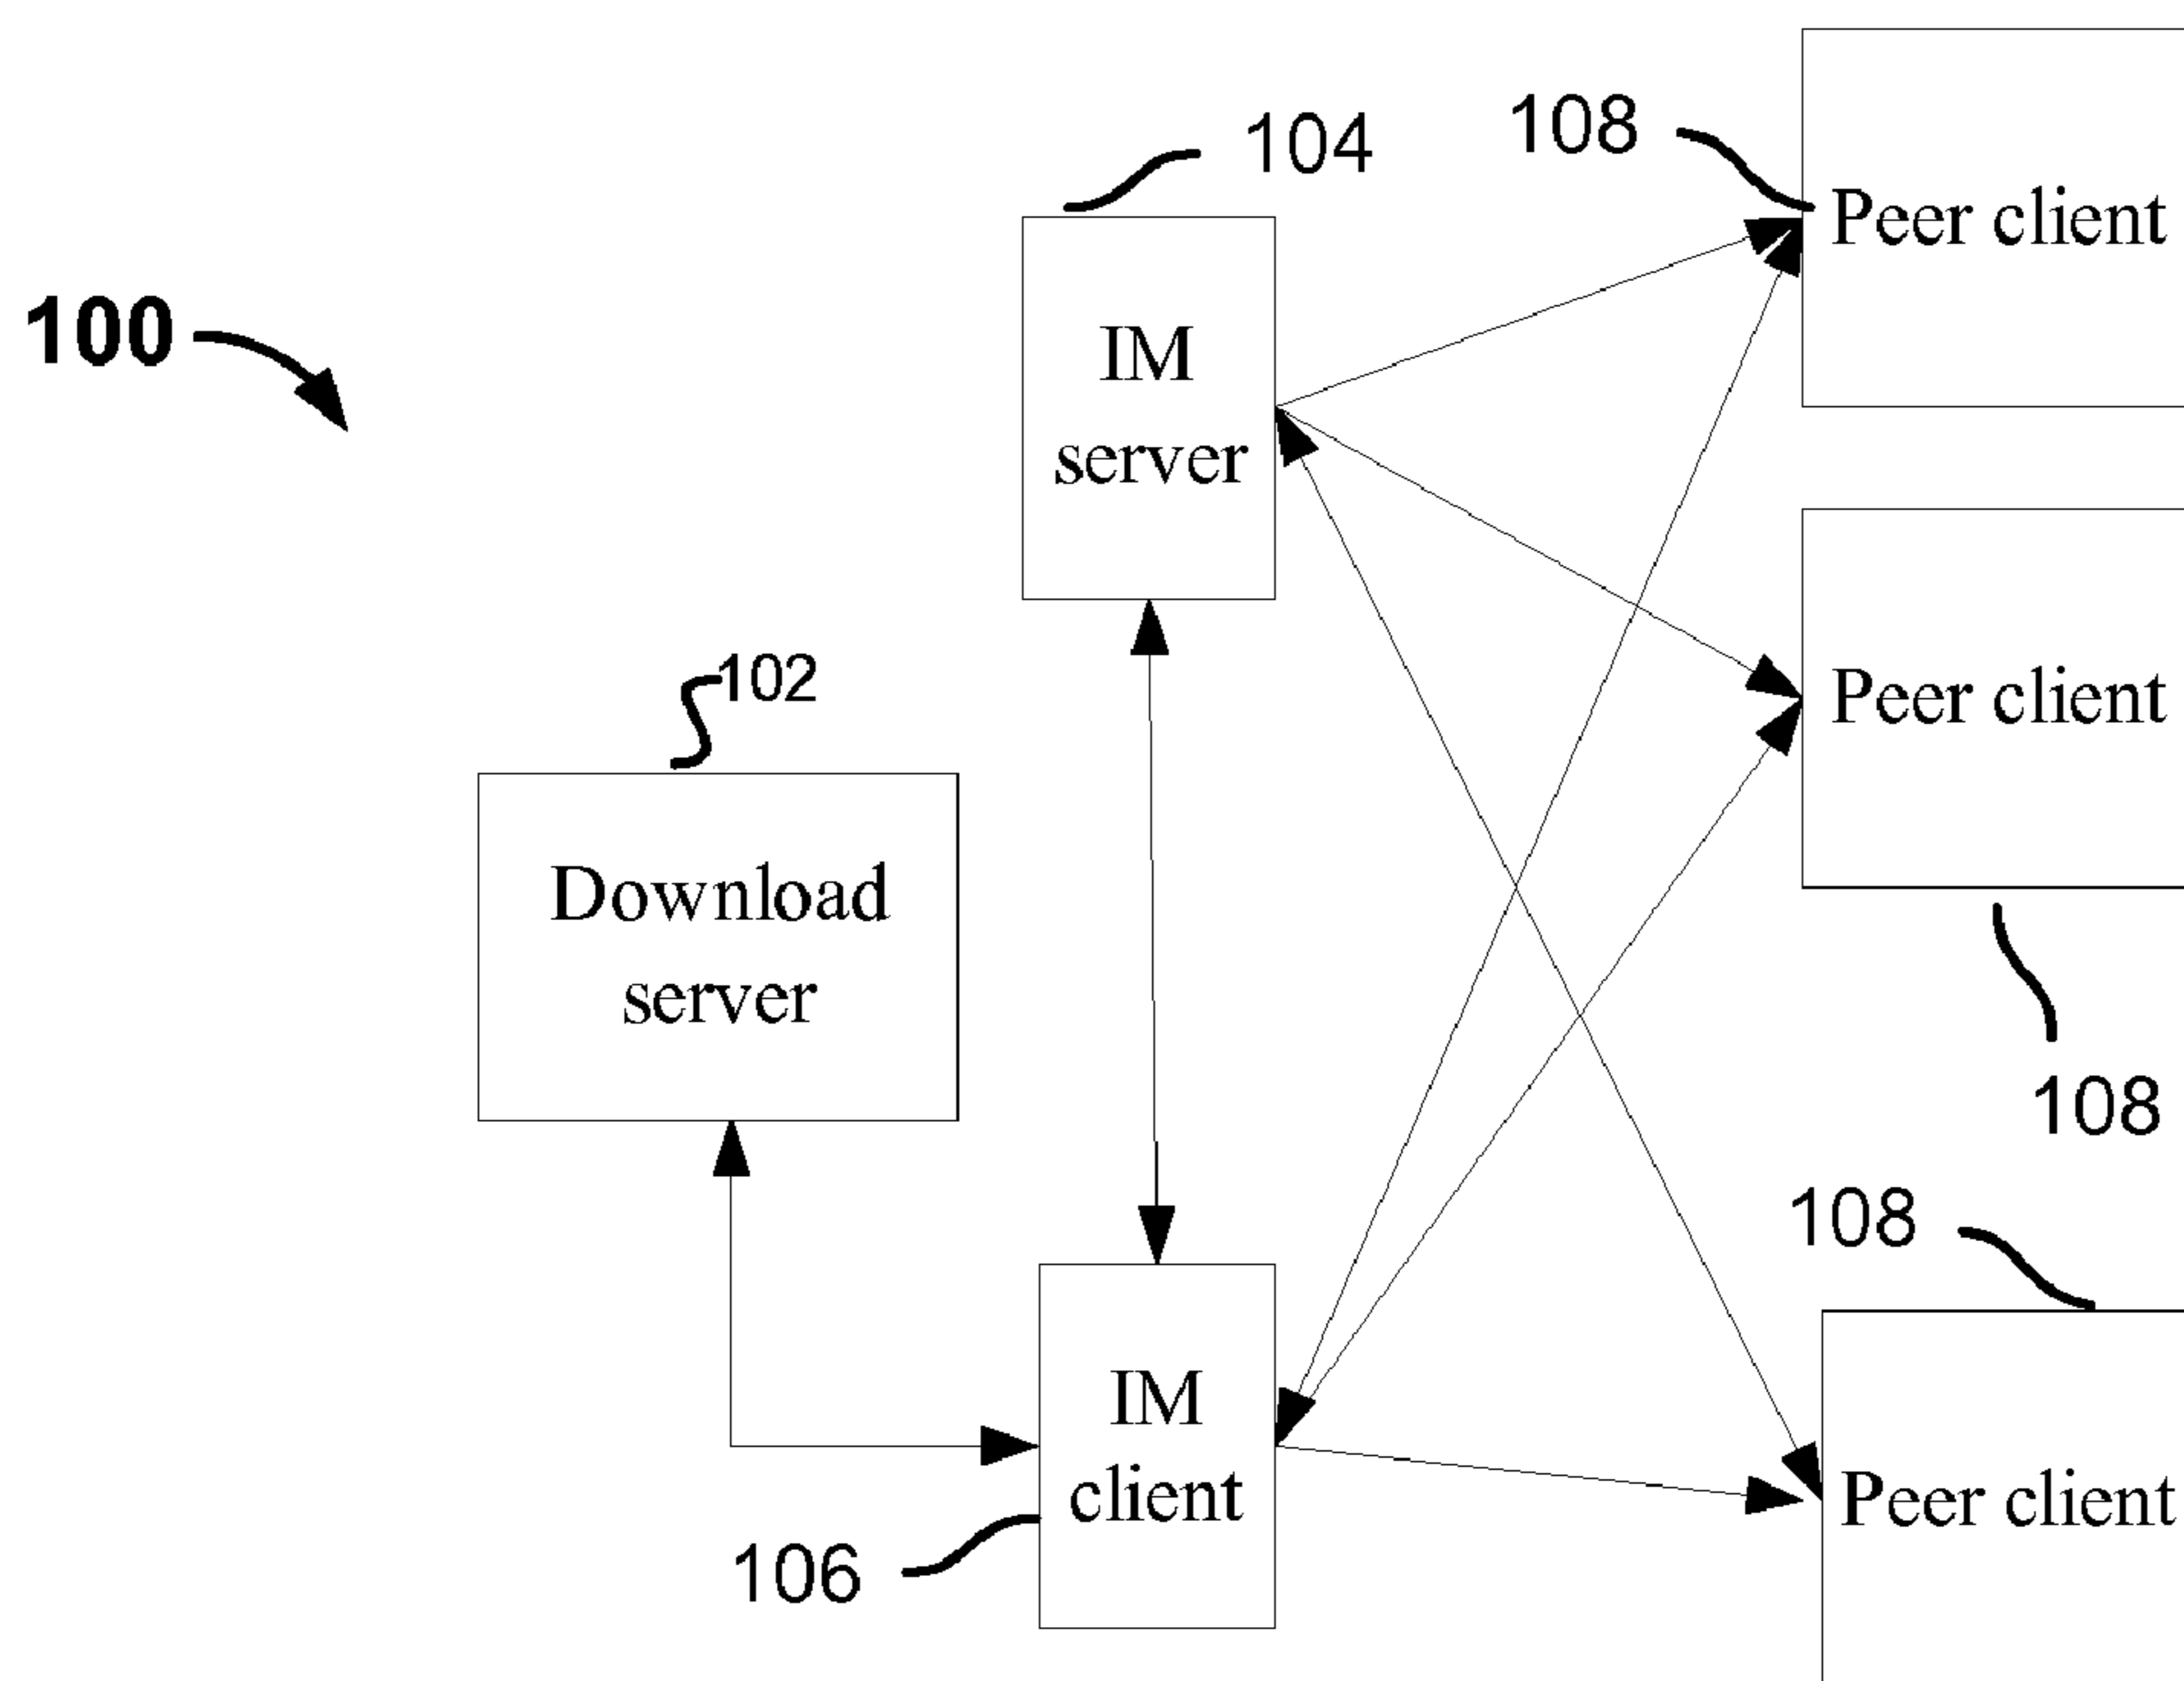 104
108
Peer client
100
IM
server
102
Peer client
Download
server
108
108
IM
client
Peer client
106